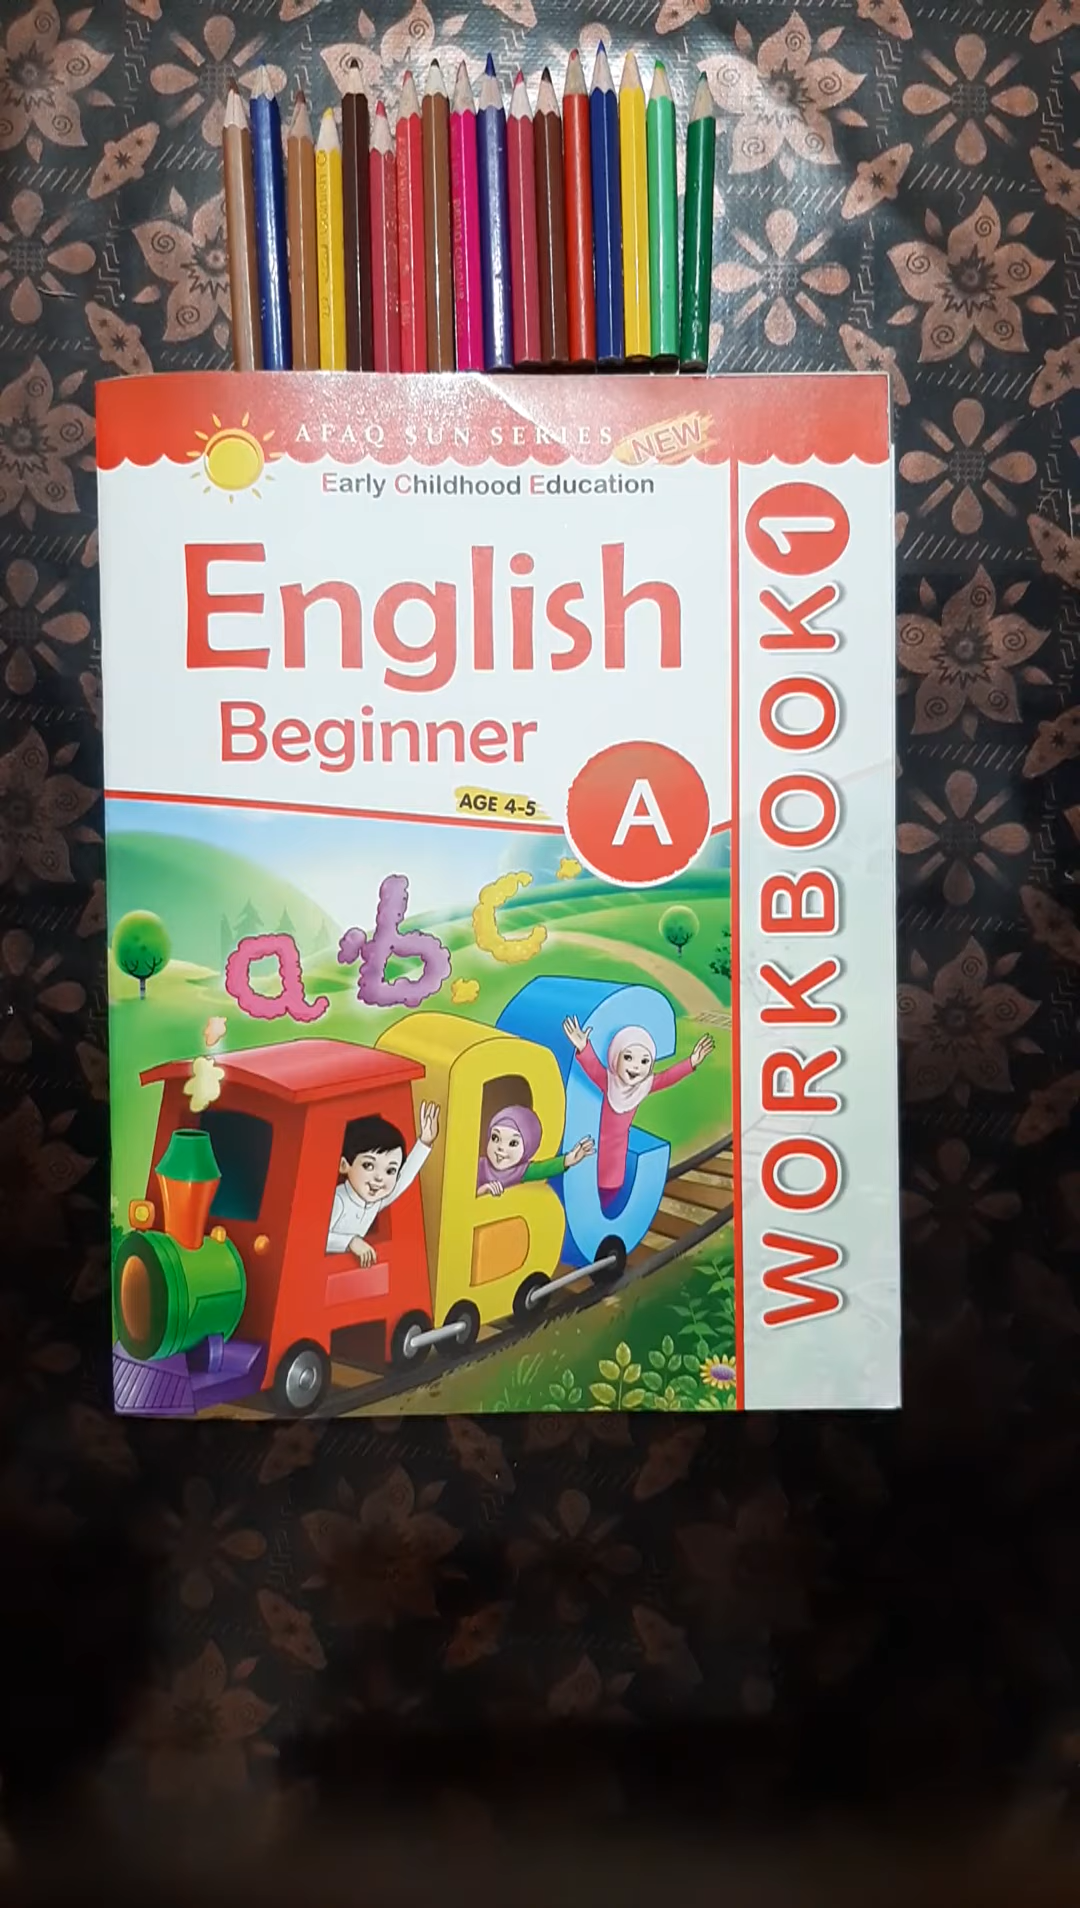 AFAQ SUN SERIES
NEW
Early Childhood Education
English
Beginner
AGE 4-5
A
WORKBOOK 1
a b c
A B C